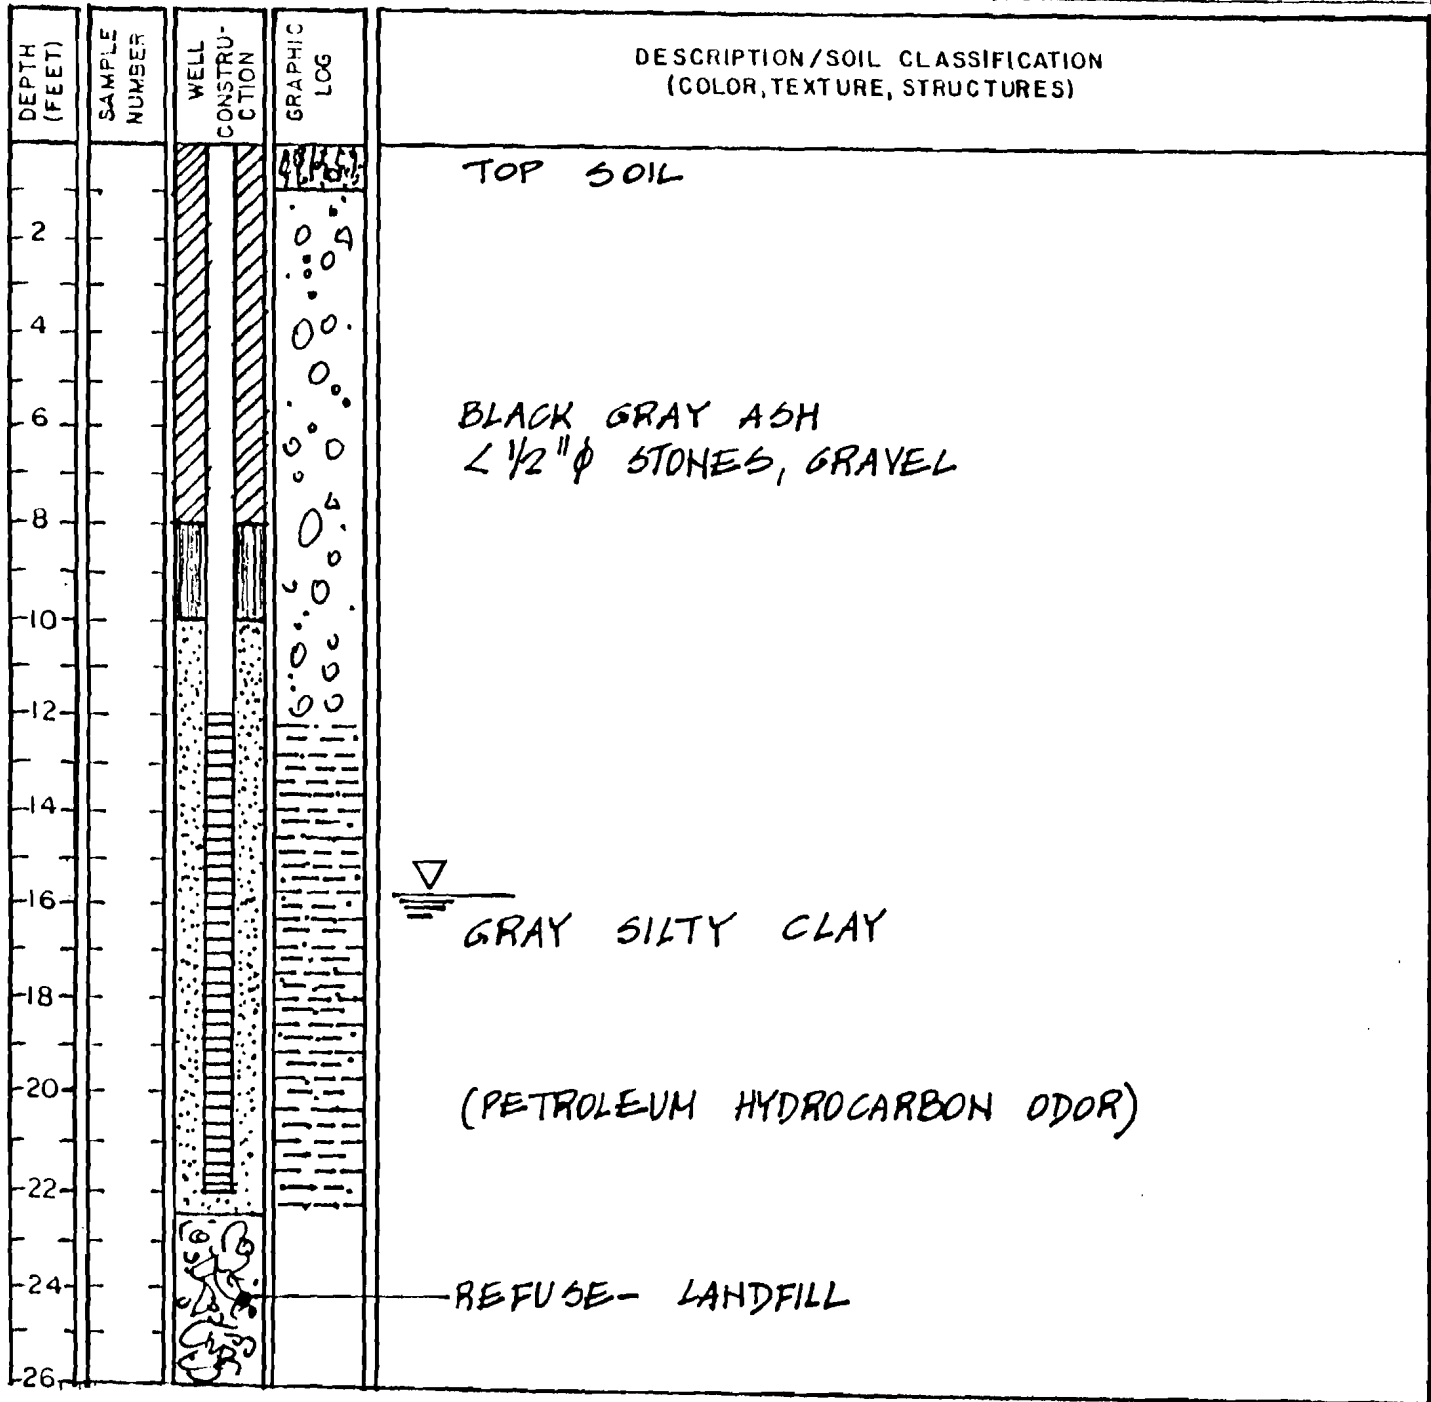 DEPTH
(FEET)
SAMPLE
NUMBER
WELL
CONSTRU-
CTION
GRAPHIC
LOG
DESCRIPTION/SOIL CLASSIFICATION
(COLOR, TEXTURE, STRUCTURES)
TOP SOIL
2
4
BLACK GRAY ASH
6
< 1/2" ϕ STONES, GRAVEL
8
10
12
14
16
GRAY SILTY CLAY
18
20
(PETROLEUM HYDROCARBON ODOR)
22
24
REFUSE- LANDFILL
26